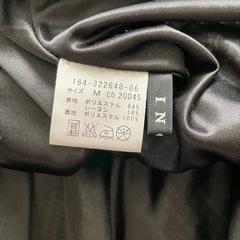 164-322648-06
サイズ M CD 20045
表地 ポリエステル 84%
レーヨン 16%
裏地 ポリエステル 100%
IN